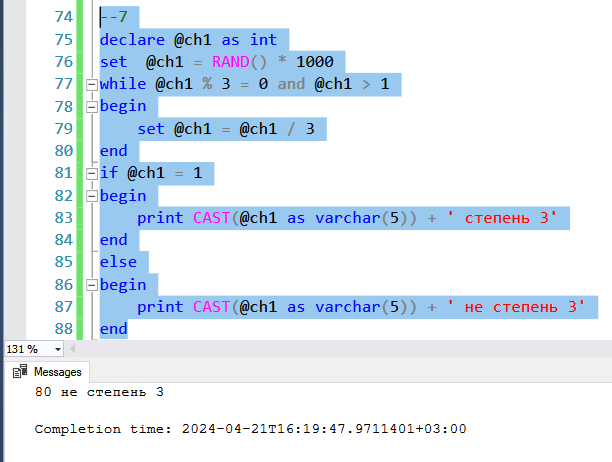 74 --7
75 declare @ch1 as int
76 set  @ch1 = RAND() * 1000
77 while @ch1 % 3 = 0 and @ch1 > 1
78 begin
79     set @ch1 = @ch1 / 3
80 end
81 if @ch1 = 1
82 begin
83     print CAST(@ch1 as varchar(5)) + ' степень 3'
84 end
85 else
86 begin
87     print CAST(@ch1 as varchar(5)) + ' не степень 3'
88 end
131 %
Messages
80 не степень 3
Completion time: 2024-04-21T16:19:47.9711401+03:00